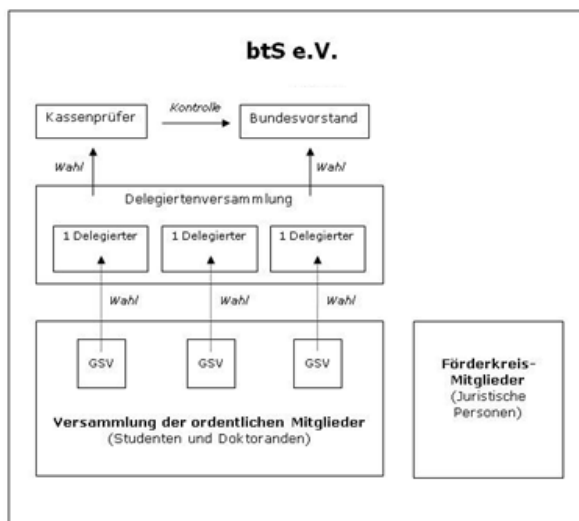 btS e.V.
Kassenprüfer
Kontrolle
Bundesvorstand
Wahl
Wahl
Delegiertenversammlung
1 Delegierter
1 Delegierter
1 Delegierter
Wahl
Wahl
Wahl
GSV
GSV
GSV
Versammlung der ordentlichen Mitglieder
(Studenten und Doktoranden)
Förderkreis-
Mitglieder
(Juristische
Personen)